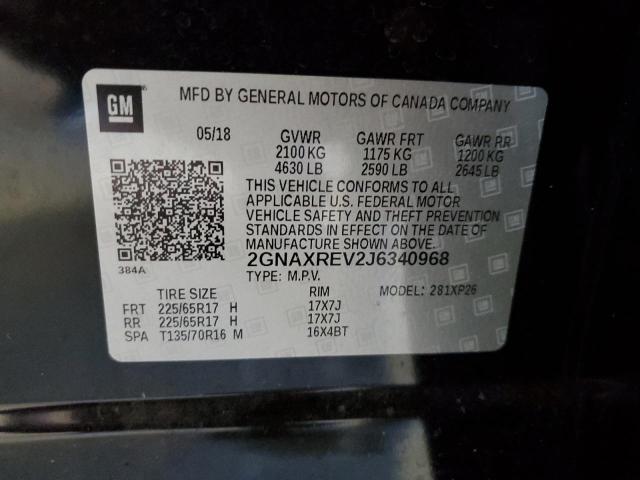 GM
MFD BY GENERAL MOTORS OF CANADA COMPANY
05/18 GVWR GAWR FRT GAWR RR
2100 KG 1175 KG 1200 KG
4630 LB 2590 LB 2645 LB
THIS VEHICLE CONFORMS TO ALL
APPLICABLE U.S. FEDERAL MOTOR
VEHICLE SAFETY AND THEFT PREVENTION
STANDARDS IN EFFECT ON THE DATE OF
MANUFACTURE SHOWN ABOVE.
384A 2GNAXREV2J6340968
TYPE: M.P.V.
TIRE SIZE RIM MODEL: 281XP26
FRT 225/65R17 H 17X7J
RR 225/65R17 H 17X7J
SPA T135/70R16 M 16X4BT